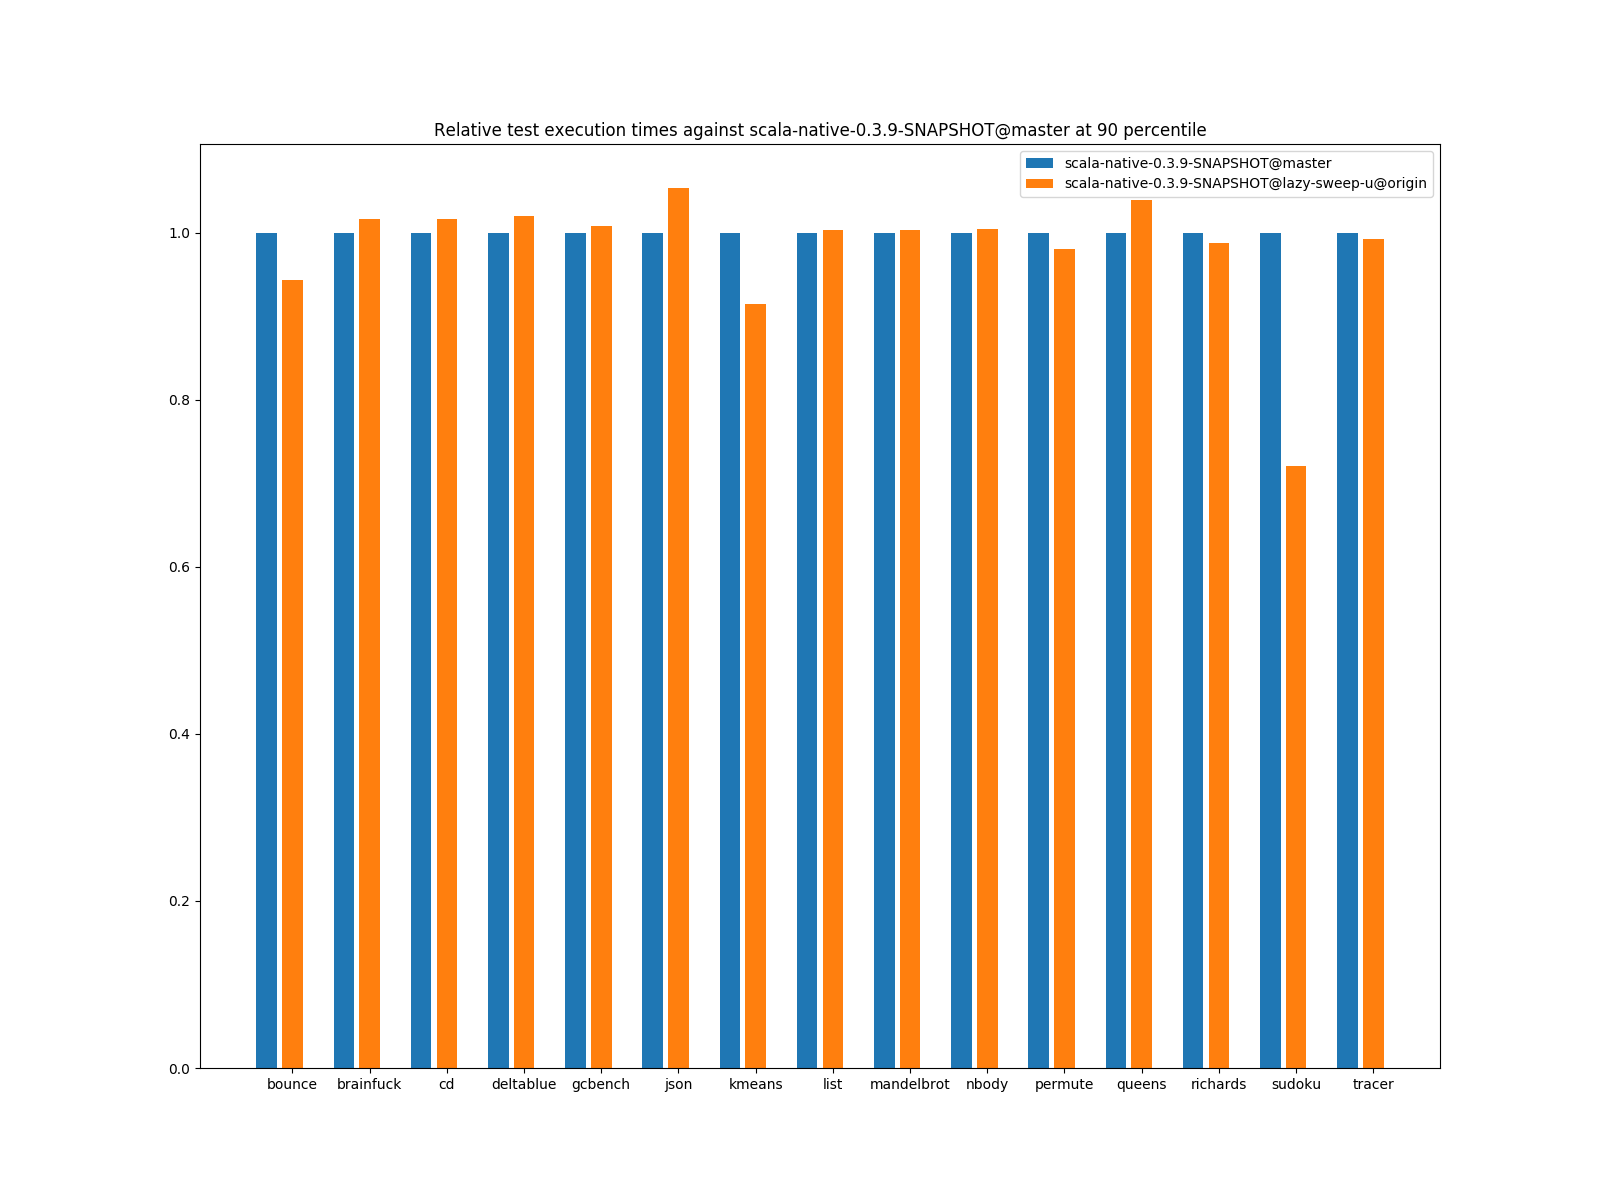 Relative test execution times against scala-native-0.3.9-SNAPSHOT@master at 90 percentile
scala-native-0.3.9-SNAPSHOT@master
scala-native-0.3.9-SNAPSHOT@lazy-sweep-u@origin
1.0
0.8
0.6
0.4
0.2
0.0
bounce brainfuck cd deltablue gcbench json kmeans list mandelbrot nbody permute queens richards sudoku tracer